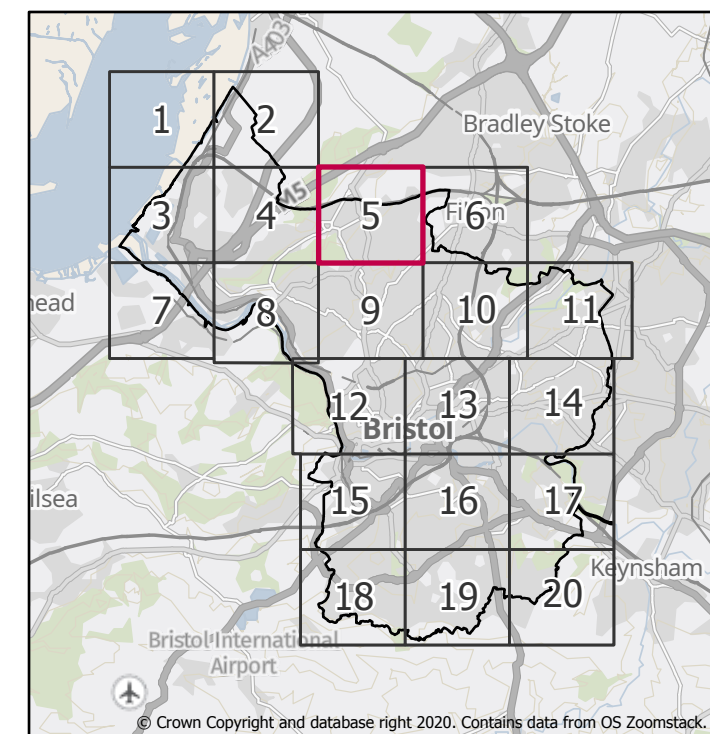 A403
1
2
Bradley Stoke
M5
3
4
5
Filton
6
ead
7
8
9
10
11
12
13
14
Bristol
ilsea
15
16
17
Keynsham
18
19
20
Bristol International
Airport
© Crown Copyright and database right 2020. Contains data from OS Zoomstack.